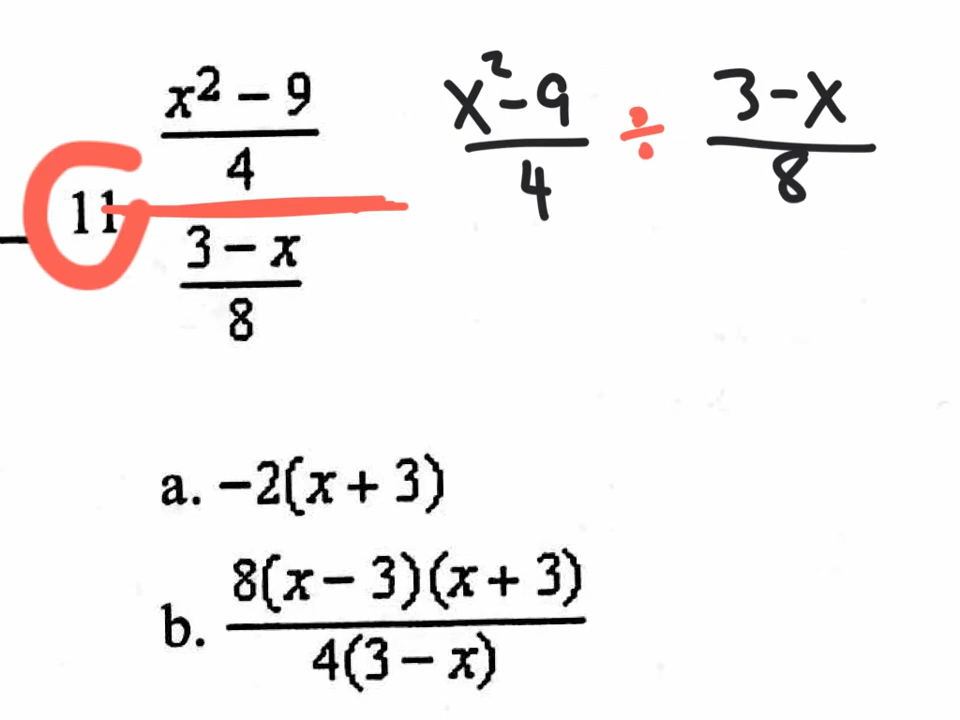 11
x² – 9
4
3 – x
8
x² - 9
4
÷
3 - x
8
a. –2(x + 3)
b. 8(x – 3)(x + 3)
4(3 – x)